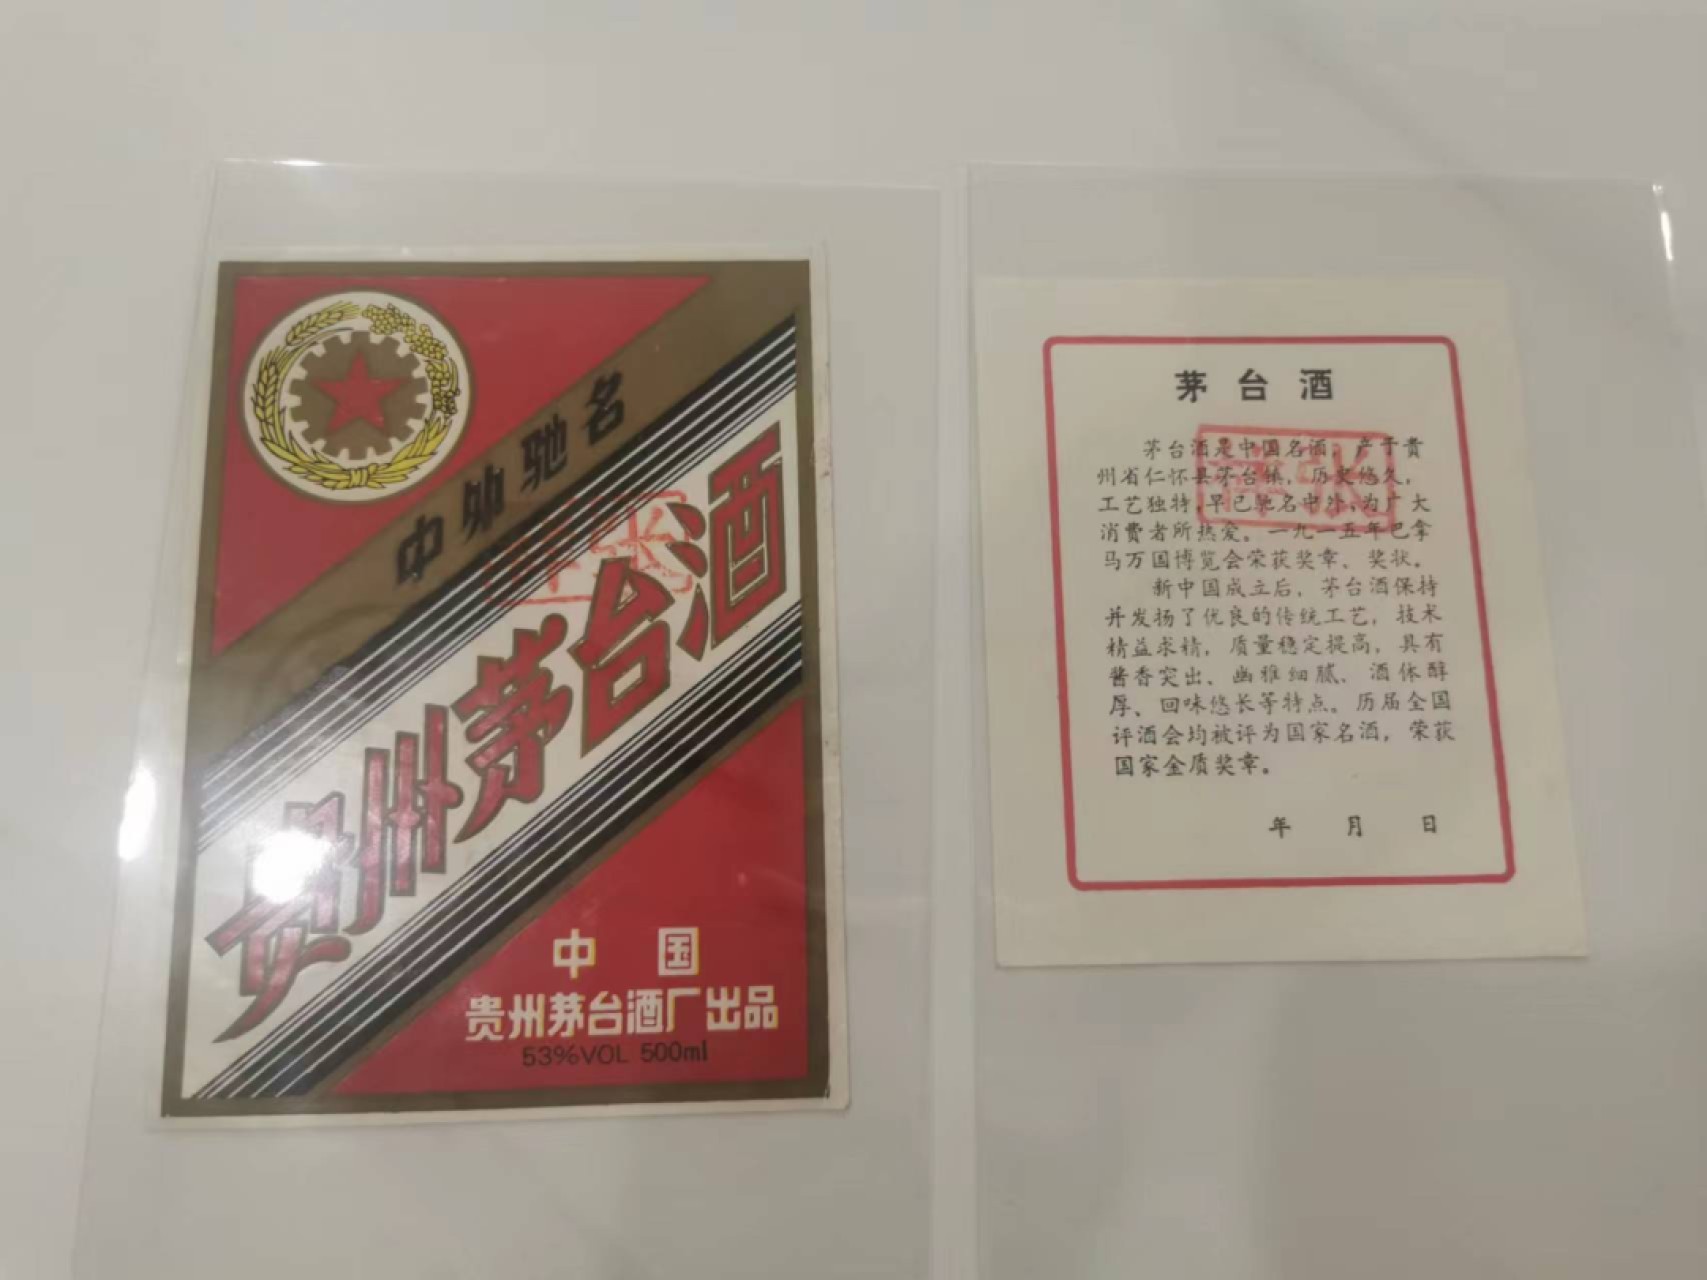 中外驰名
贵州茅台酒
中国
贵州茅台酒厂出品
53%VOL 500ml
茅台酒
茅台酒是中国名酒，产于贵
州省仁怀县茅台镇，历史悠久，
工艺独特，早已驰名中外，为广大
消费者所热爱。一九一五年巴拿
马万国博览会荣获奖章、奖状。
新中国成立后，茅台酒保持
并发扬了优良的传统工艺，技术
精益求精，质量稳定提高，具有
酱香突出、幽雅细腻、酒体醇
厚、回味悠长等特点。历届全国
评酒会均被评为国家名酒，荣获
国家金质奖章。
年 月 日